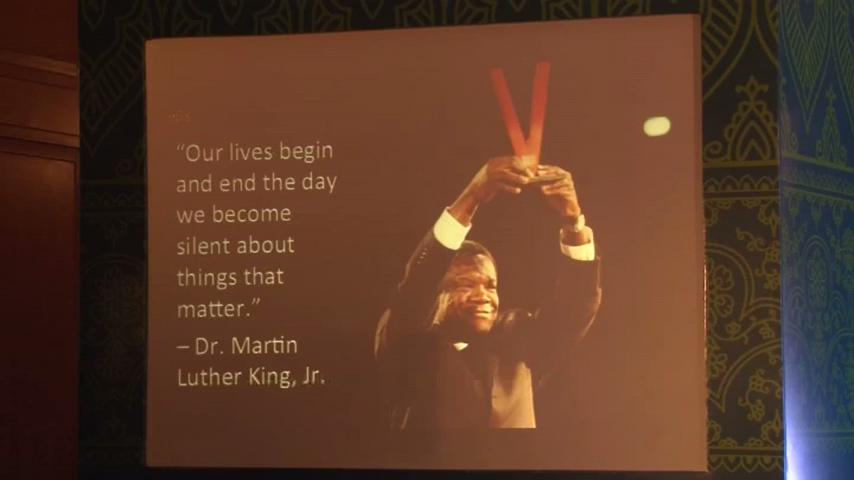 “Our lives begin
and end the day
we become
silent about
things that
matter.”
– Dr. Martin
Luther King, Jr.